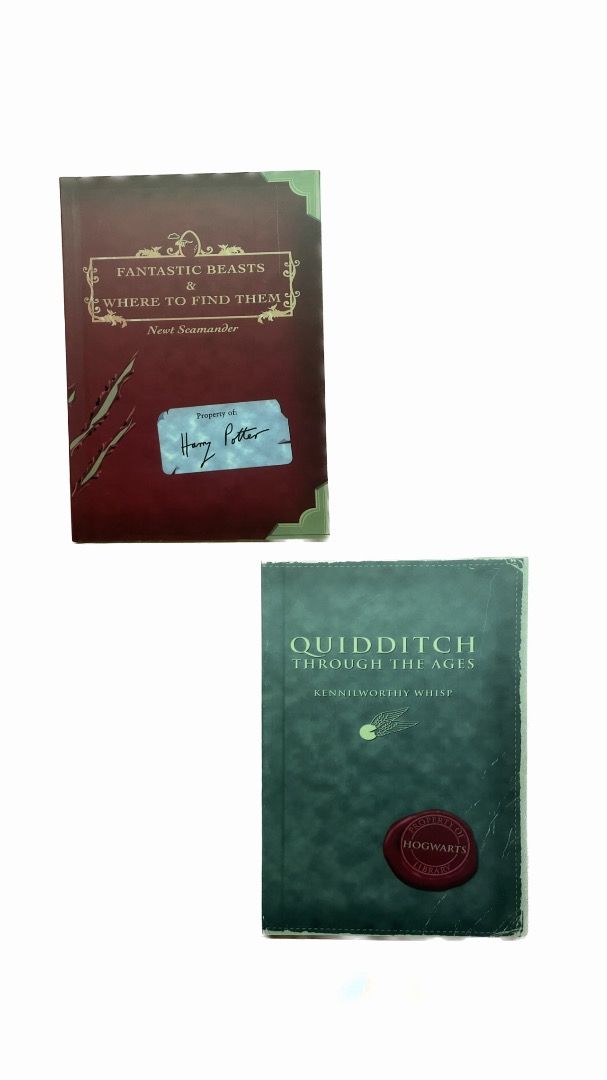 FANTASTIC BEASTS
&
WHERE TO FIND THEM
Newt Scamander
Property of:
Harry Potter
QUIDDITCH
THROUGH THE AGES
KENNILWORTHY WHISP
PROPERTY OF
HOGWARTS
LIBRARY